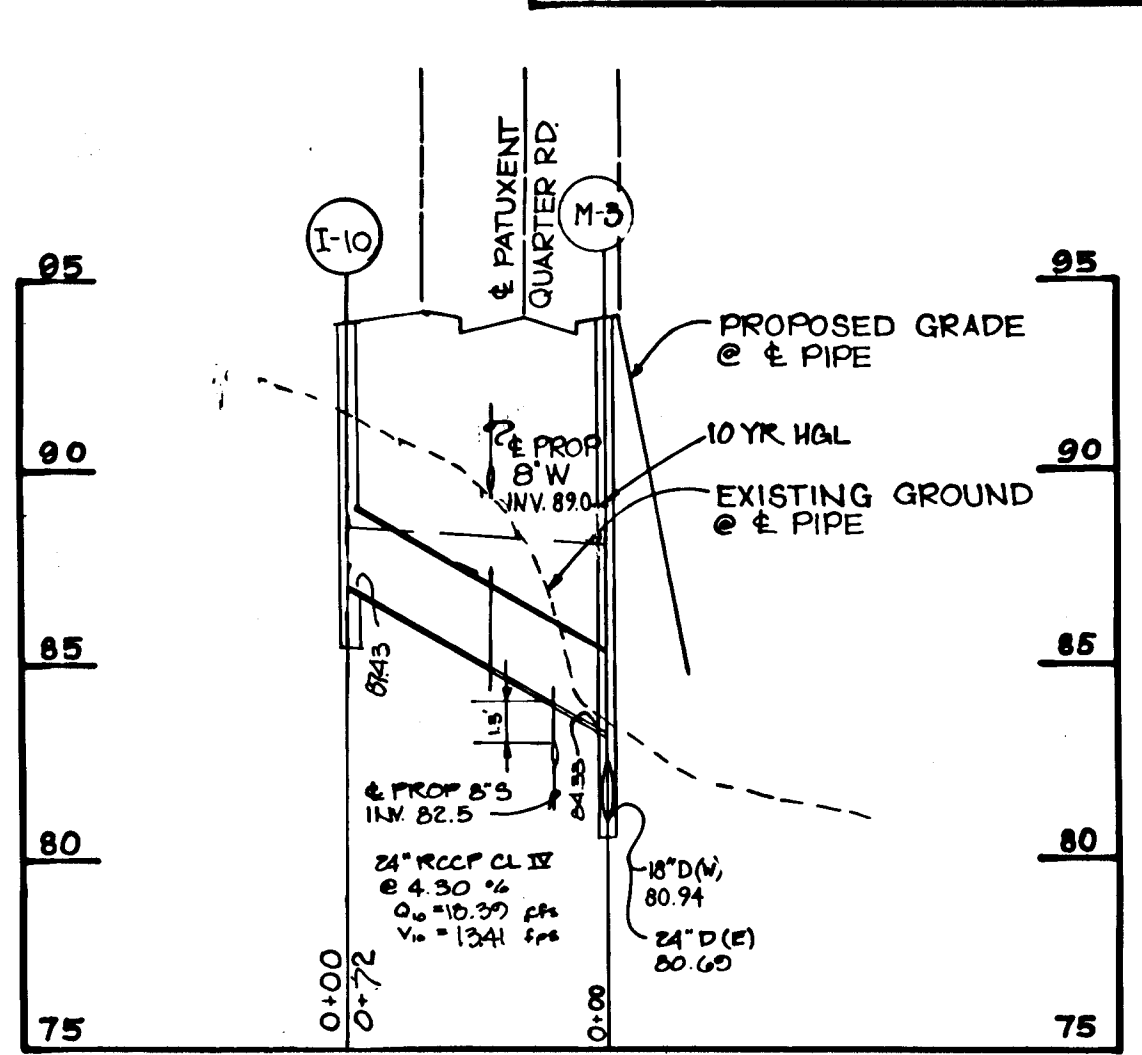 ℄ PATUXENT
QUARTER RD.
I-10
M-3
95
95
PROPOSED GRADE
@ ℄ PIPE
10 YR HGL
90
90
℄ PROP
8"W
INV. 89.0
EXISTING GROUND
@ ℄ PIPE
85
85
87.43
1.3'
84.33
℄ PROP 8"S
INV. 82.5
80
80
24" RCCP CL IV
@ 4.30 %
Q₁₀ = 18.39 cfs
V₁₀ = 13.41 fps
18" D(W)
80.94
24" D(E)
80.69
0+00
0+72
0+00
75
75